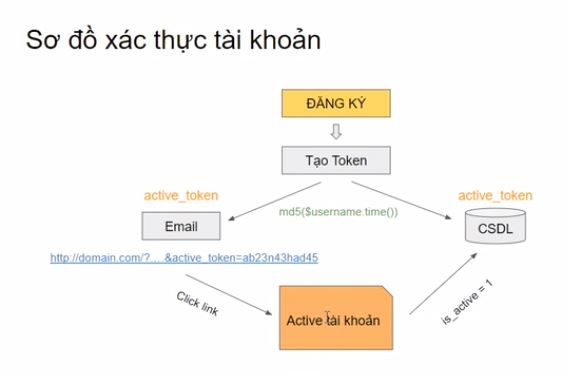 Sơ đồ xác thực tài khoản
ĐĂNG KÝ
Tạo Token
active_token
active_token
md5($username.time())
Email
CSDL
http://domain.com/?.... &active_token=ab23n43had45
Click link
Active tài khoản
is_active = 1